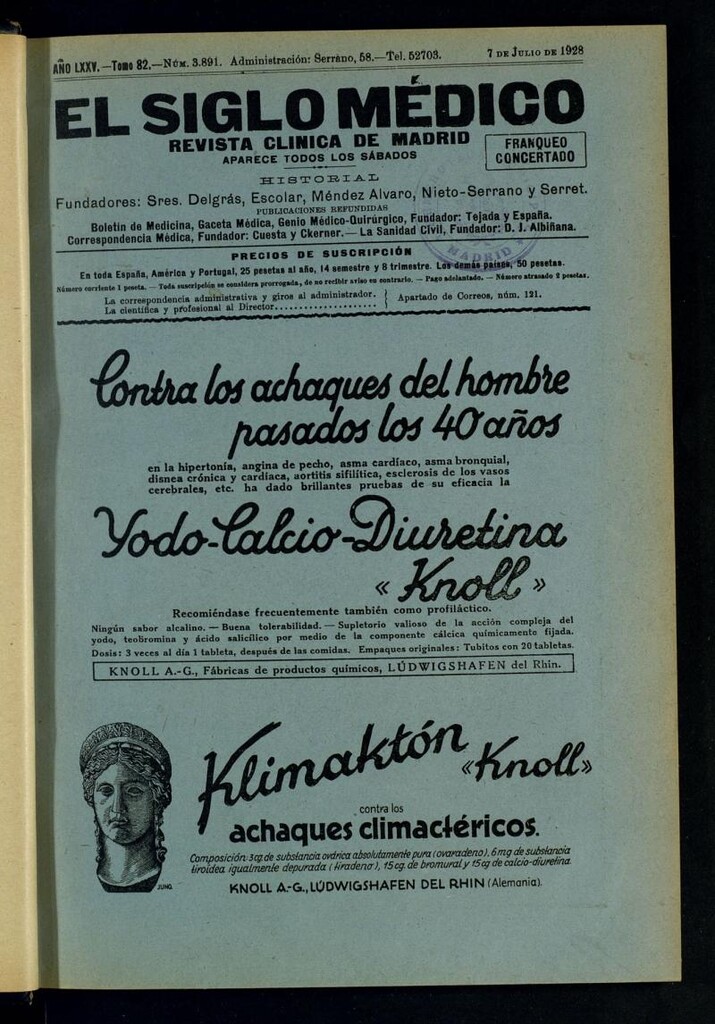 AÑO LXXV.—Tomo 82.—NÚM. 3.891. Administración: Serrano, 58.—Tel. 52703. 7 DE JULIO DE 1928
EL SIGLO MÉDICO
REVISTA CLINICA DE MADRID
APARECE TODOS LOS SÁBADOS
FRANQUEO
CONCERTADO
HISTORIAL
Fundadores: Sres. Delgrás, Escolar, Méndez Alvaro, Nieto-Serrano y Serret.
PUBLICACIONES REFUNDIDAS
Boletín de Medicina, Gaceta Médica, Genio Médico-Quirúrgico, Fundador: Tejada y España.
Correspondencia Médica, Fundador: Cuesta y Ckerner.—La Sanidad Civil, Fundador: D. J. Albiñana.
MADRID
PRECIOS DE SUSCRIPCIÓN
En toda España, América y Portugal, 25 pesetas al año, 14 semestre y 8 trimestre. Los demás países, 50 pesetas.
Número corriente 1 peseta. — Toda suscripción se considera prorrogada, de no recibir aviso en contrario. — Pago adelantado. — Número atrasado 2 pesetas.
La correspondencia administrativa y giros al administrador.
La científica y profesional al Director....................
Apartado de Correos, núm. 121.
Contra los achaques del hombre
pasados los 40 años
en la hipertonía, angina de pecho, asma cardíaco, asma bronquial,
disnea crónica y cardíaca, aortitis sifilítica, esclerosis de los vasos
cerebrales, etc. ha dado brillantes pruebas de su eficacia la
Yodo-Calcio-Diuretina
«Knoll»
Recomiéndase frecuentemente también como profiláctico.
Ningún sabor alcalino. — Buena tolerabilidad. — Supletorio valioso de la acción compleja del
yodo, teobromina y ácido salicílico por medio de la componente cálcica químicamente fijada.
Dosis: 3 veces al día 1 tableta, después de las comidas. Empaques originales: Tubitos con 20 tabletas.
KNOLL A.-G., Fábricas de productos químicos, LÚDWIGSHAFEN del Rhin.
Klimaktón «Knoll»
contra los
achaques climactéricos.
Composición: 3 cg. de substancia ovárica absolutamente pura (ovaradeno), 6 mg de substancia
tiroidea igualmente depurada (tiradeno), 15 cg. de bromural y 15 cg de calcio-diuretina.
KNOLL A.-G., LÚDWIGSHAFEN DEL RHIN (Alemania).
JUNG